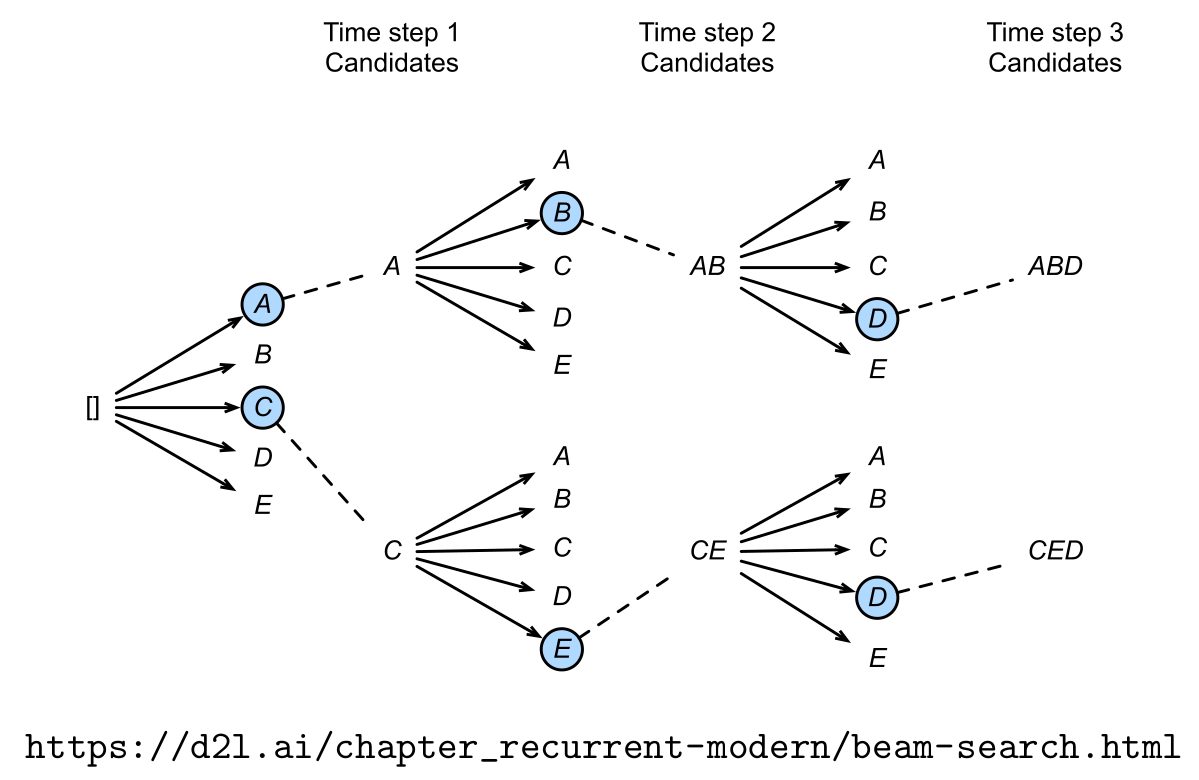 Time step 1
Candidates
Time step 2
Candidates
Time step 3
Candidates
[]
A
B
C
D
E
A
A
B
C
D
E
C
A
B
C
D
E
AB
A
B
C
D
E
CE
A
B
C
D
E
ABD
CED
https://d2l.ai/chapter_recurrent-modern/beam-search.html